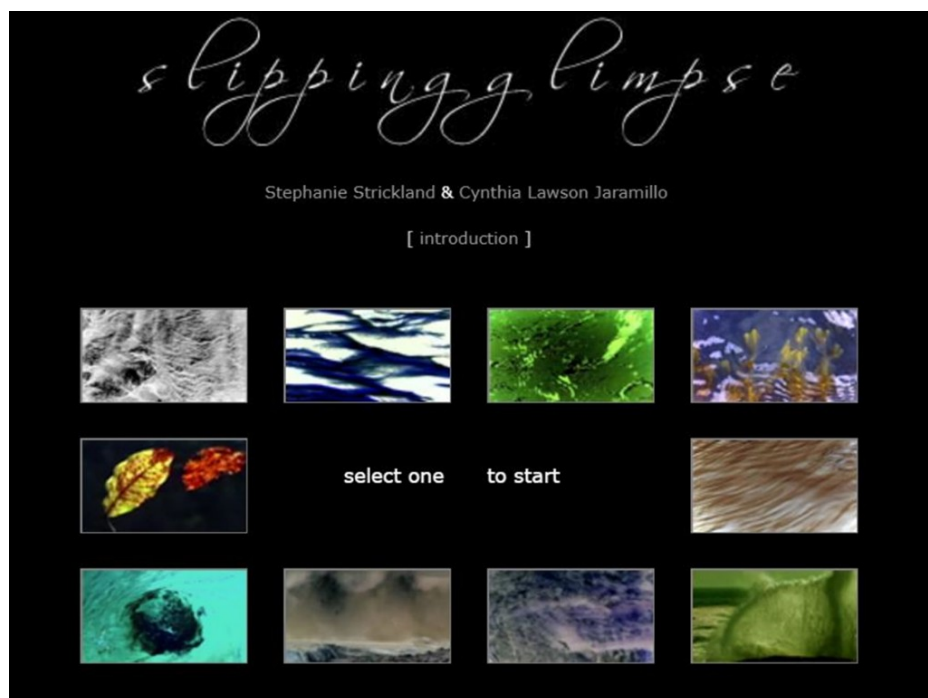 slippingglimpse
Stephanie Strickland & Cynthia Lawson Jaramillo
[ introduction ]
select one to start